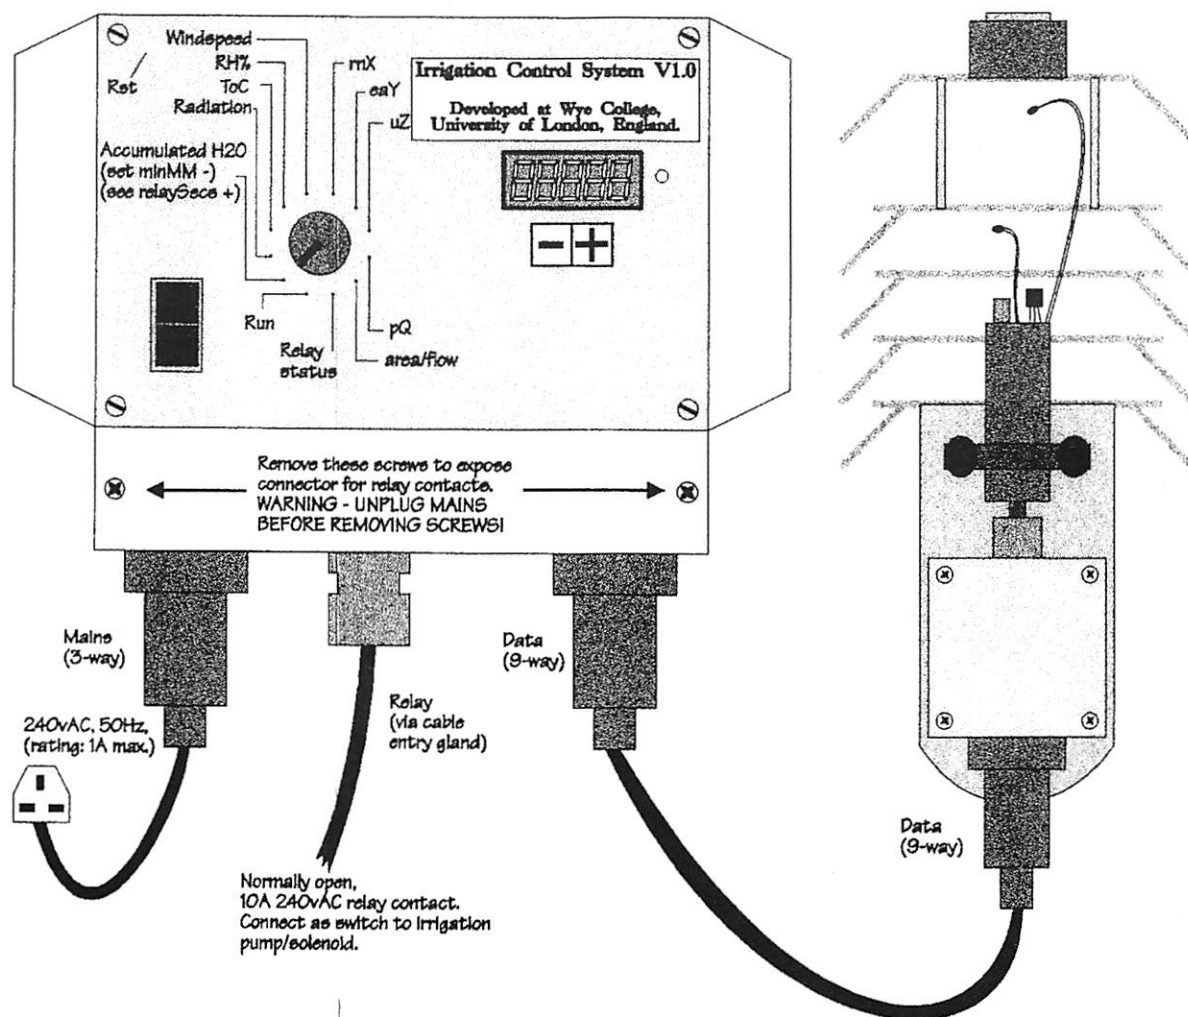 Windspeed
RH%
ToC
Radiation
Rst
Accumulated H2O
(set minMM -)
(see relaySecs +)
Run
Relay
status
mX
eaY
uZ
pQ
area/flow
Irrigation Control System V1.0
Developed at Wye College,
University of London, England.
- +
Remove these screws to expose
connector for relay contacts.
WARNING - UNPLUG MAINS
BEFORE REMOVING SCREWS!
Mains
(3-way)
240vAC, 50Hz,
(rating: 1A max.)
Relay
(via cable
entry gland)
Normally open,
10A 240vAC relay contact.
Connect as switch to irrigation
pump/solenoid.
Data
(9-way)
Data
(9-way)